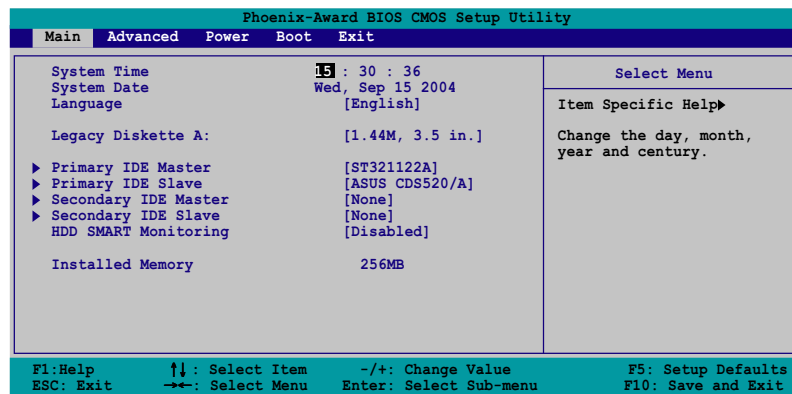 Phoenix-Award BIOS CMOS Setup Utility
Main Advanced Power Boot Exit
System Time 15 : 30 : 36
System Date Wed, Sep 15 2004
Language [English]
Legacy Diskette A: [1.44M, 3.5 in.]
Primary IDE Master [ST321122A]
Primary IDE Slave [ASUS CDS520/A]
Secondary IDE Master [None]
Secondary IDE Slave [None]
HDD SMART Monitoring [Disabled]
Installed Memory 256MB
Select Menu
Item Specific Help
Change the day, month,
year and century.
F1:Help ↑↓: Select Item -/+: Change Value F5: Setup Defaults
ESC: Exit →←: Select Menu Enter: Select Sub-menu F10: Save and Exit